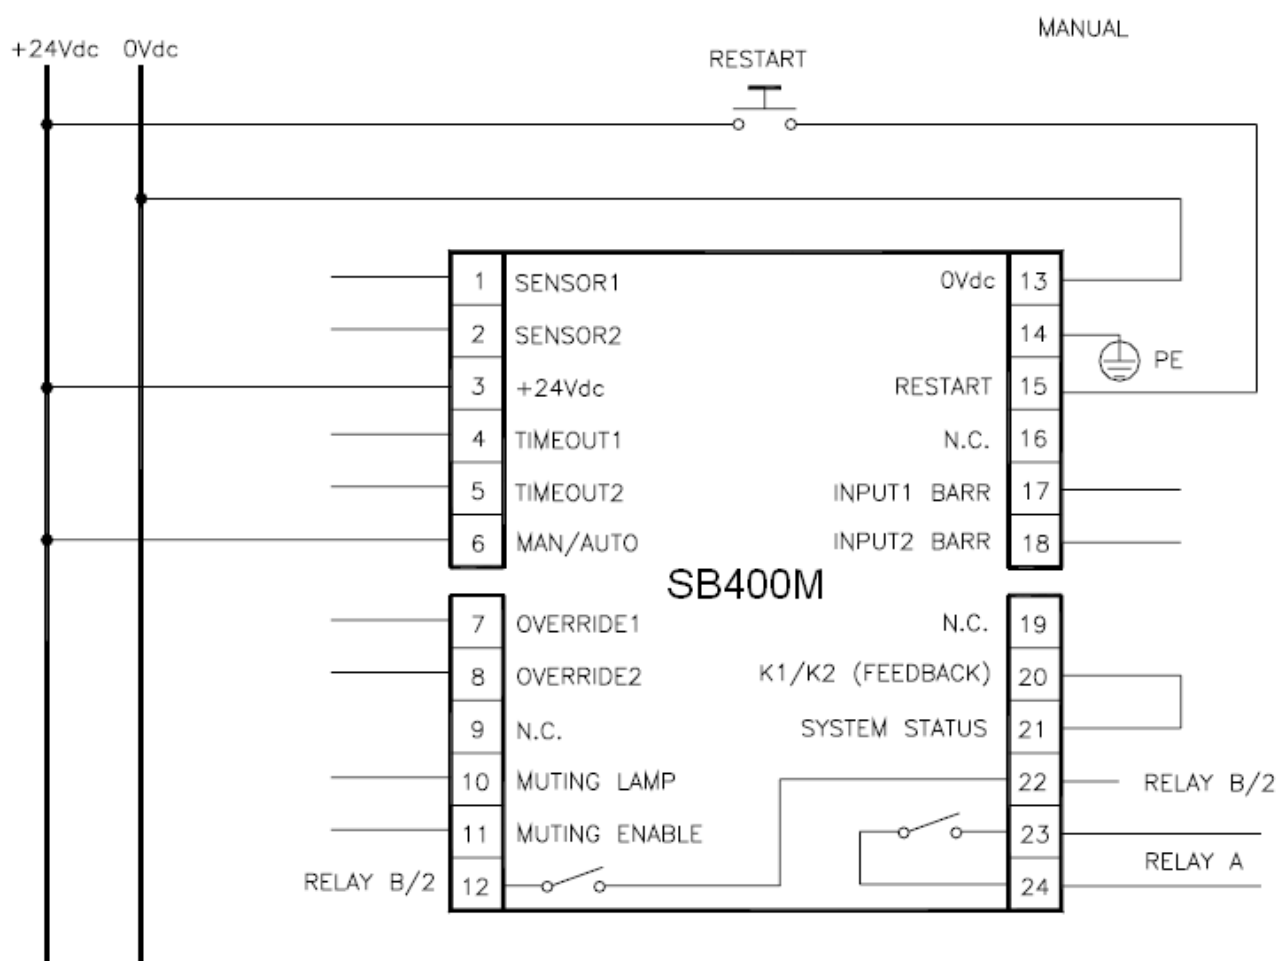 MANUAL
+24Vdc 0Vdc
RESTART
1 SENSOR1 0Vdc 13
2 SENSOR2 14 PE
3 +24Vdc RESTART 15
4 TIMEOUT1 N.C. 16
5 TIMEOUT2 INPUT1 BARR 17
6 MAN/AUTO INPUT2 BARR 18
SB400M
7 OVERRIDE1 N.C. 19
8 OVERRIDE2 K1/K2 (FEEDBACK) 20
9 N.C. SYSTEM STATUS 21
10 MUTING LAMP 22 RELAY B/2
11 MUTING ENABLE 23
RELAY A
RELAY B/2 12 24